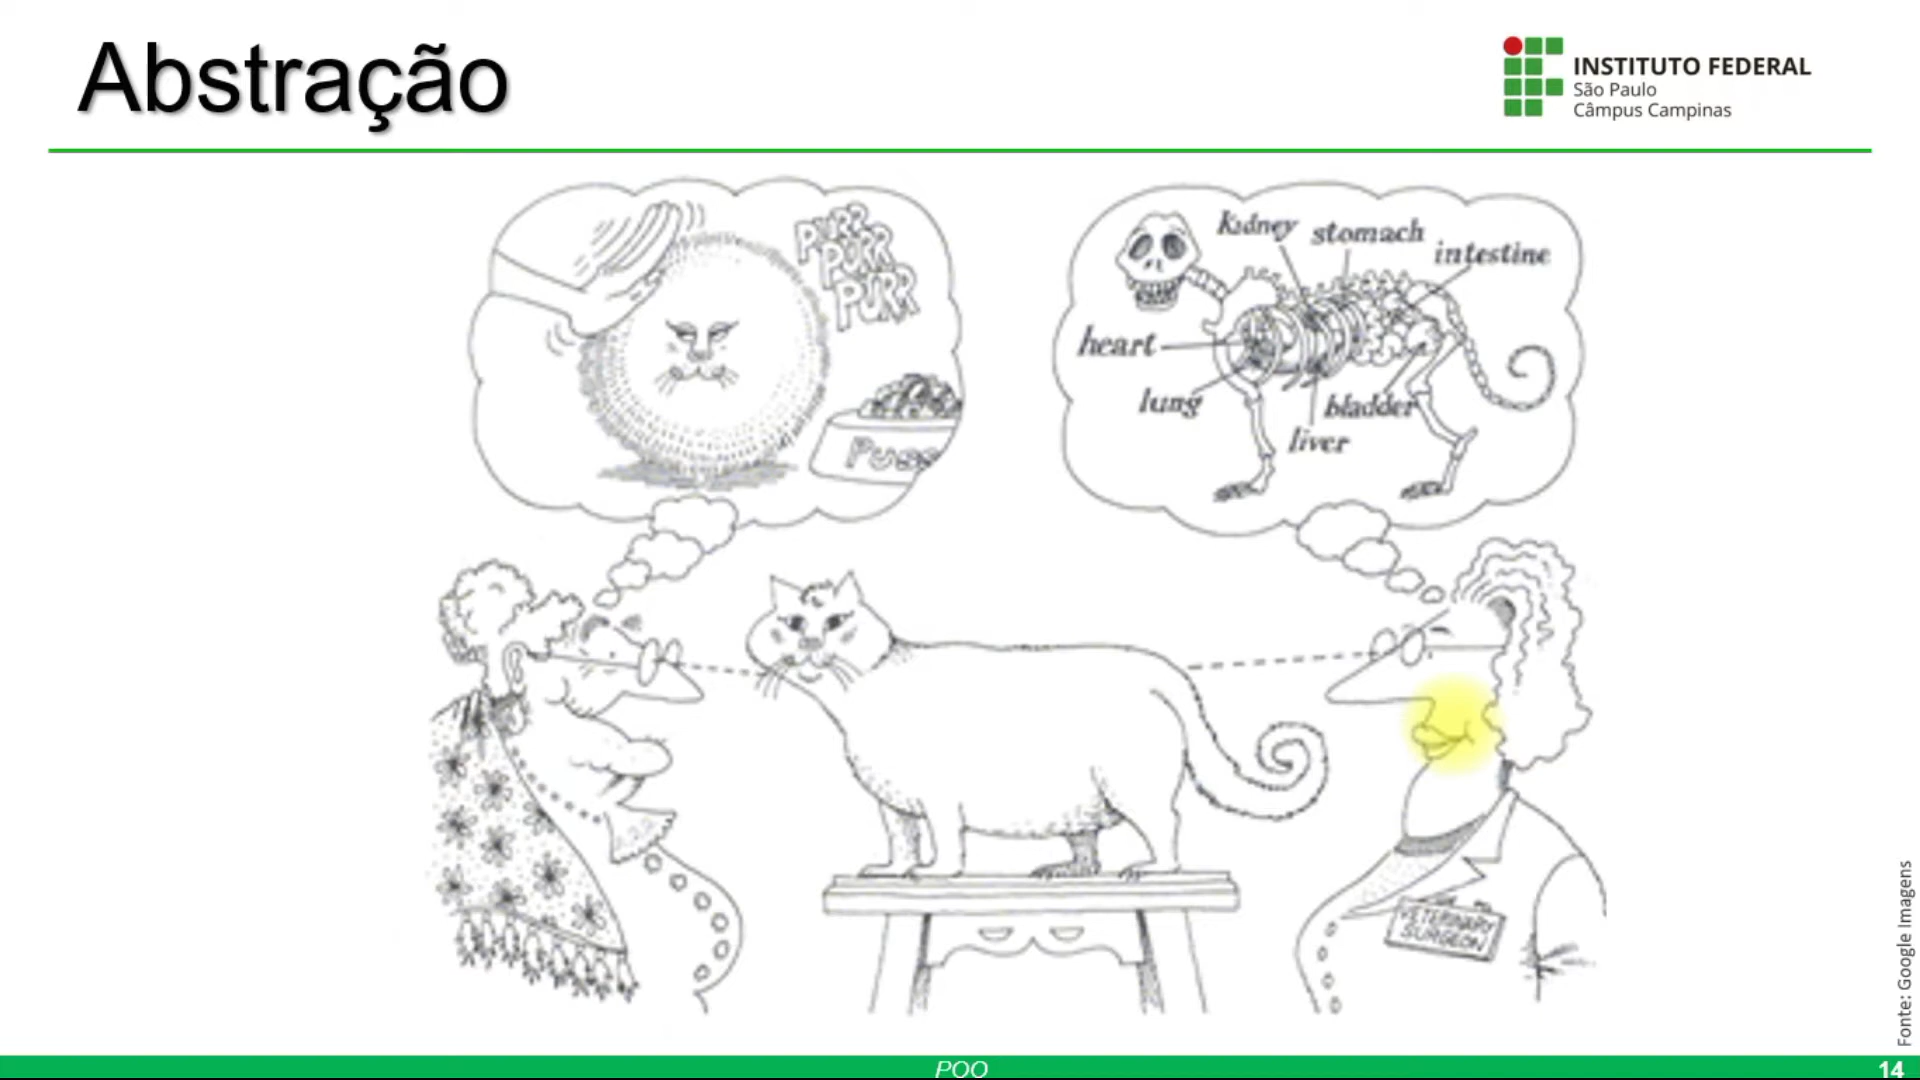 Abstração
INSTITUTO FEDERAL
São Paulo
Câmpus Campinas
PURR
PURR
PURR
Puss
Kidney
stomach
intestine
heart
lung
bladder
liver
VETERINARY
SURGEON
Fonte: Google Imagens
POO
14